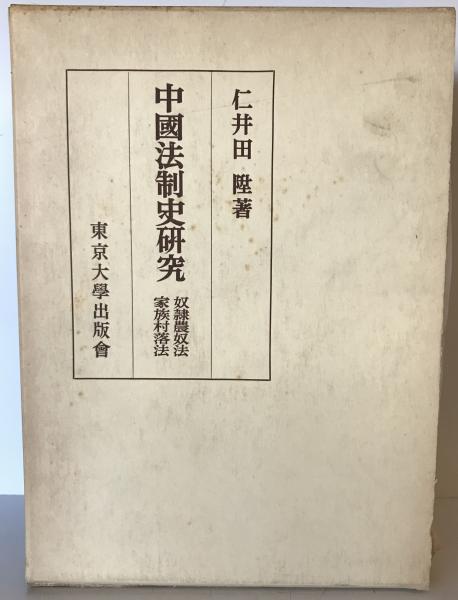 仁井田 陞著
中國法制史硏究
奴隷農奴法
家族村落法
東京大學出版會